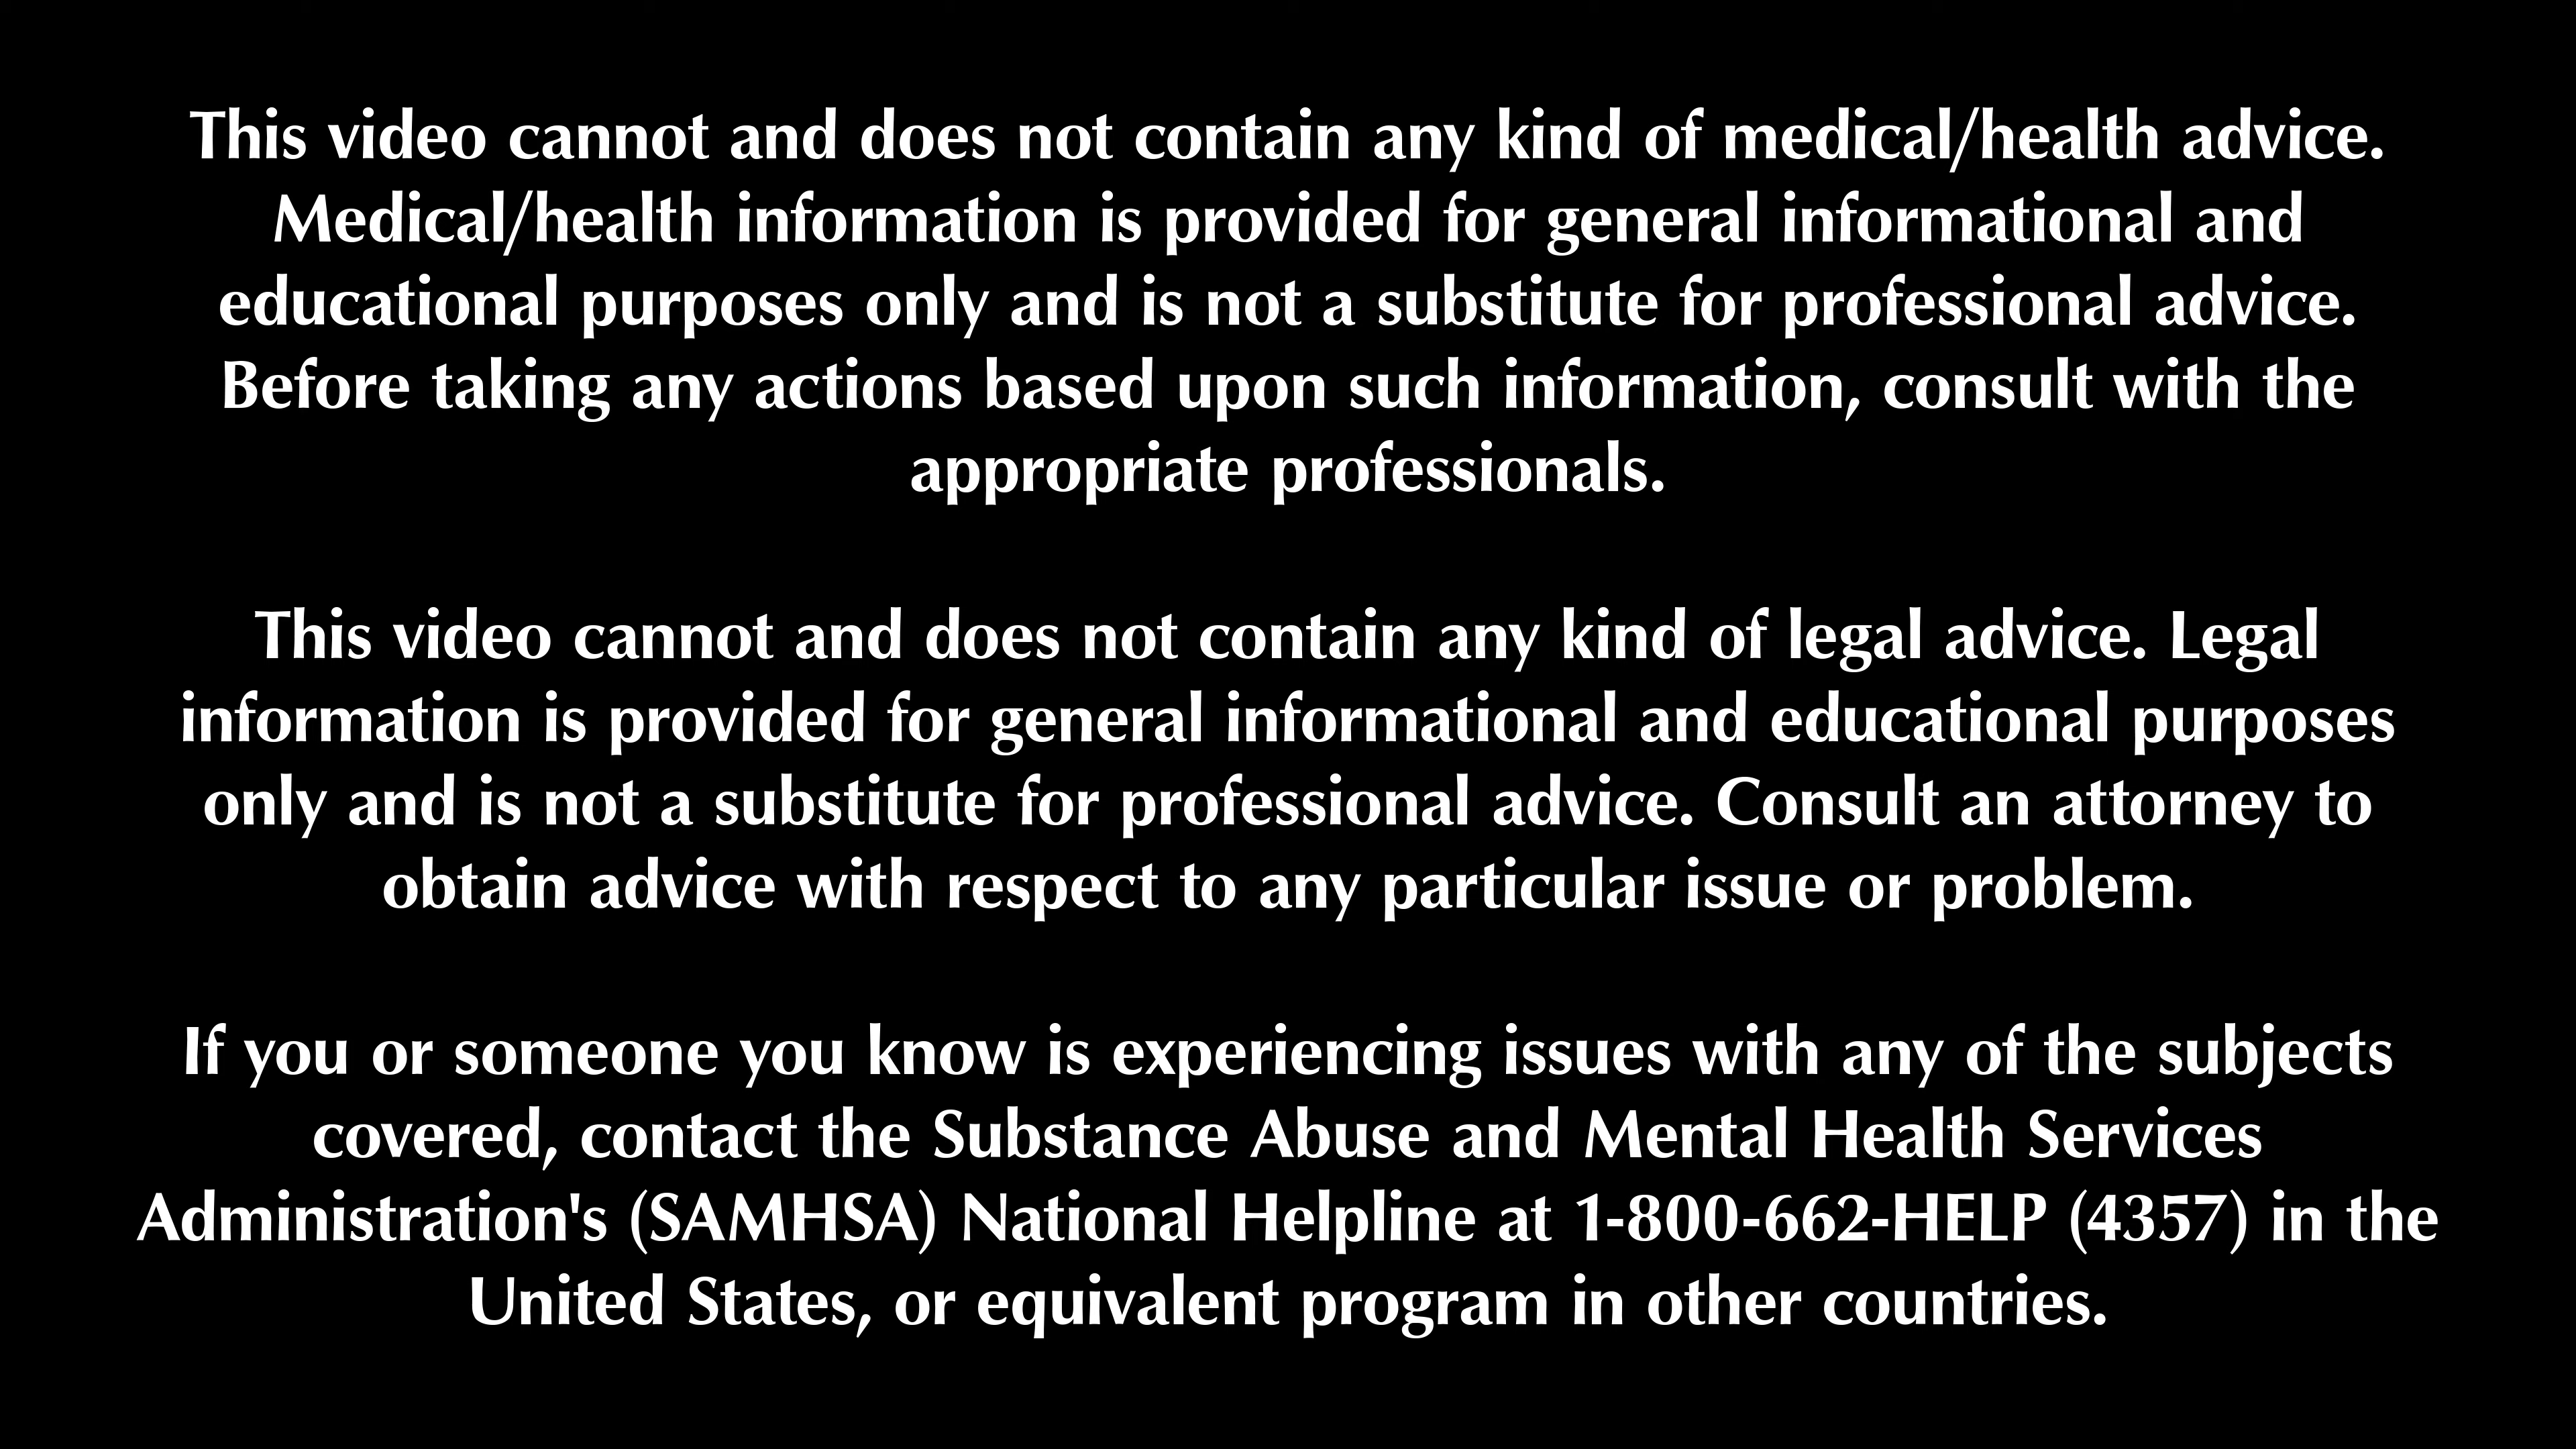 This video cannot and does not contain any kind of medical/health advice.
Medical/health information is provided for general informational and
educational purposes only and is not a substitute for professional advice.
Before taking any actions based upon such information, consult with the
appropriate professionals.
This video cannot and does not contain any kind of legal advice. Legal
information is provided for general informational and educational purposes
only and is not a substitute for professional advice. Consult an attorney to
obtain advice with respect to any particular issue or problem.
If you or someone you know is experiencing issues with any of the subjects
covered, contact the Substance Abuse and Mental Health Services
Administration's (SAMHSA) National Helpline at 1-800-662-HELP (4357) in the
United States, or equivalent program in other countries.